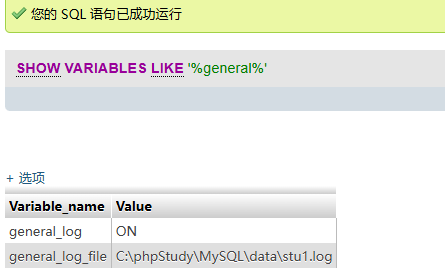 您的 SQL 语句已成功运行
SHOW VARIABLES LIKE '%general%'
+ 选项
Variable_name Value
general_log ON
general_log_file C:\phpStudy\MySQL\data\stu1.log